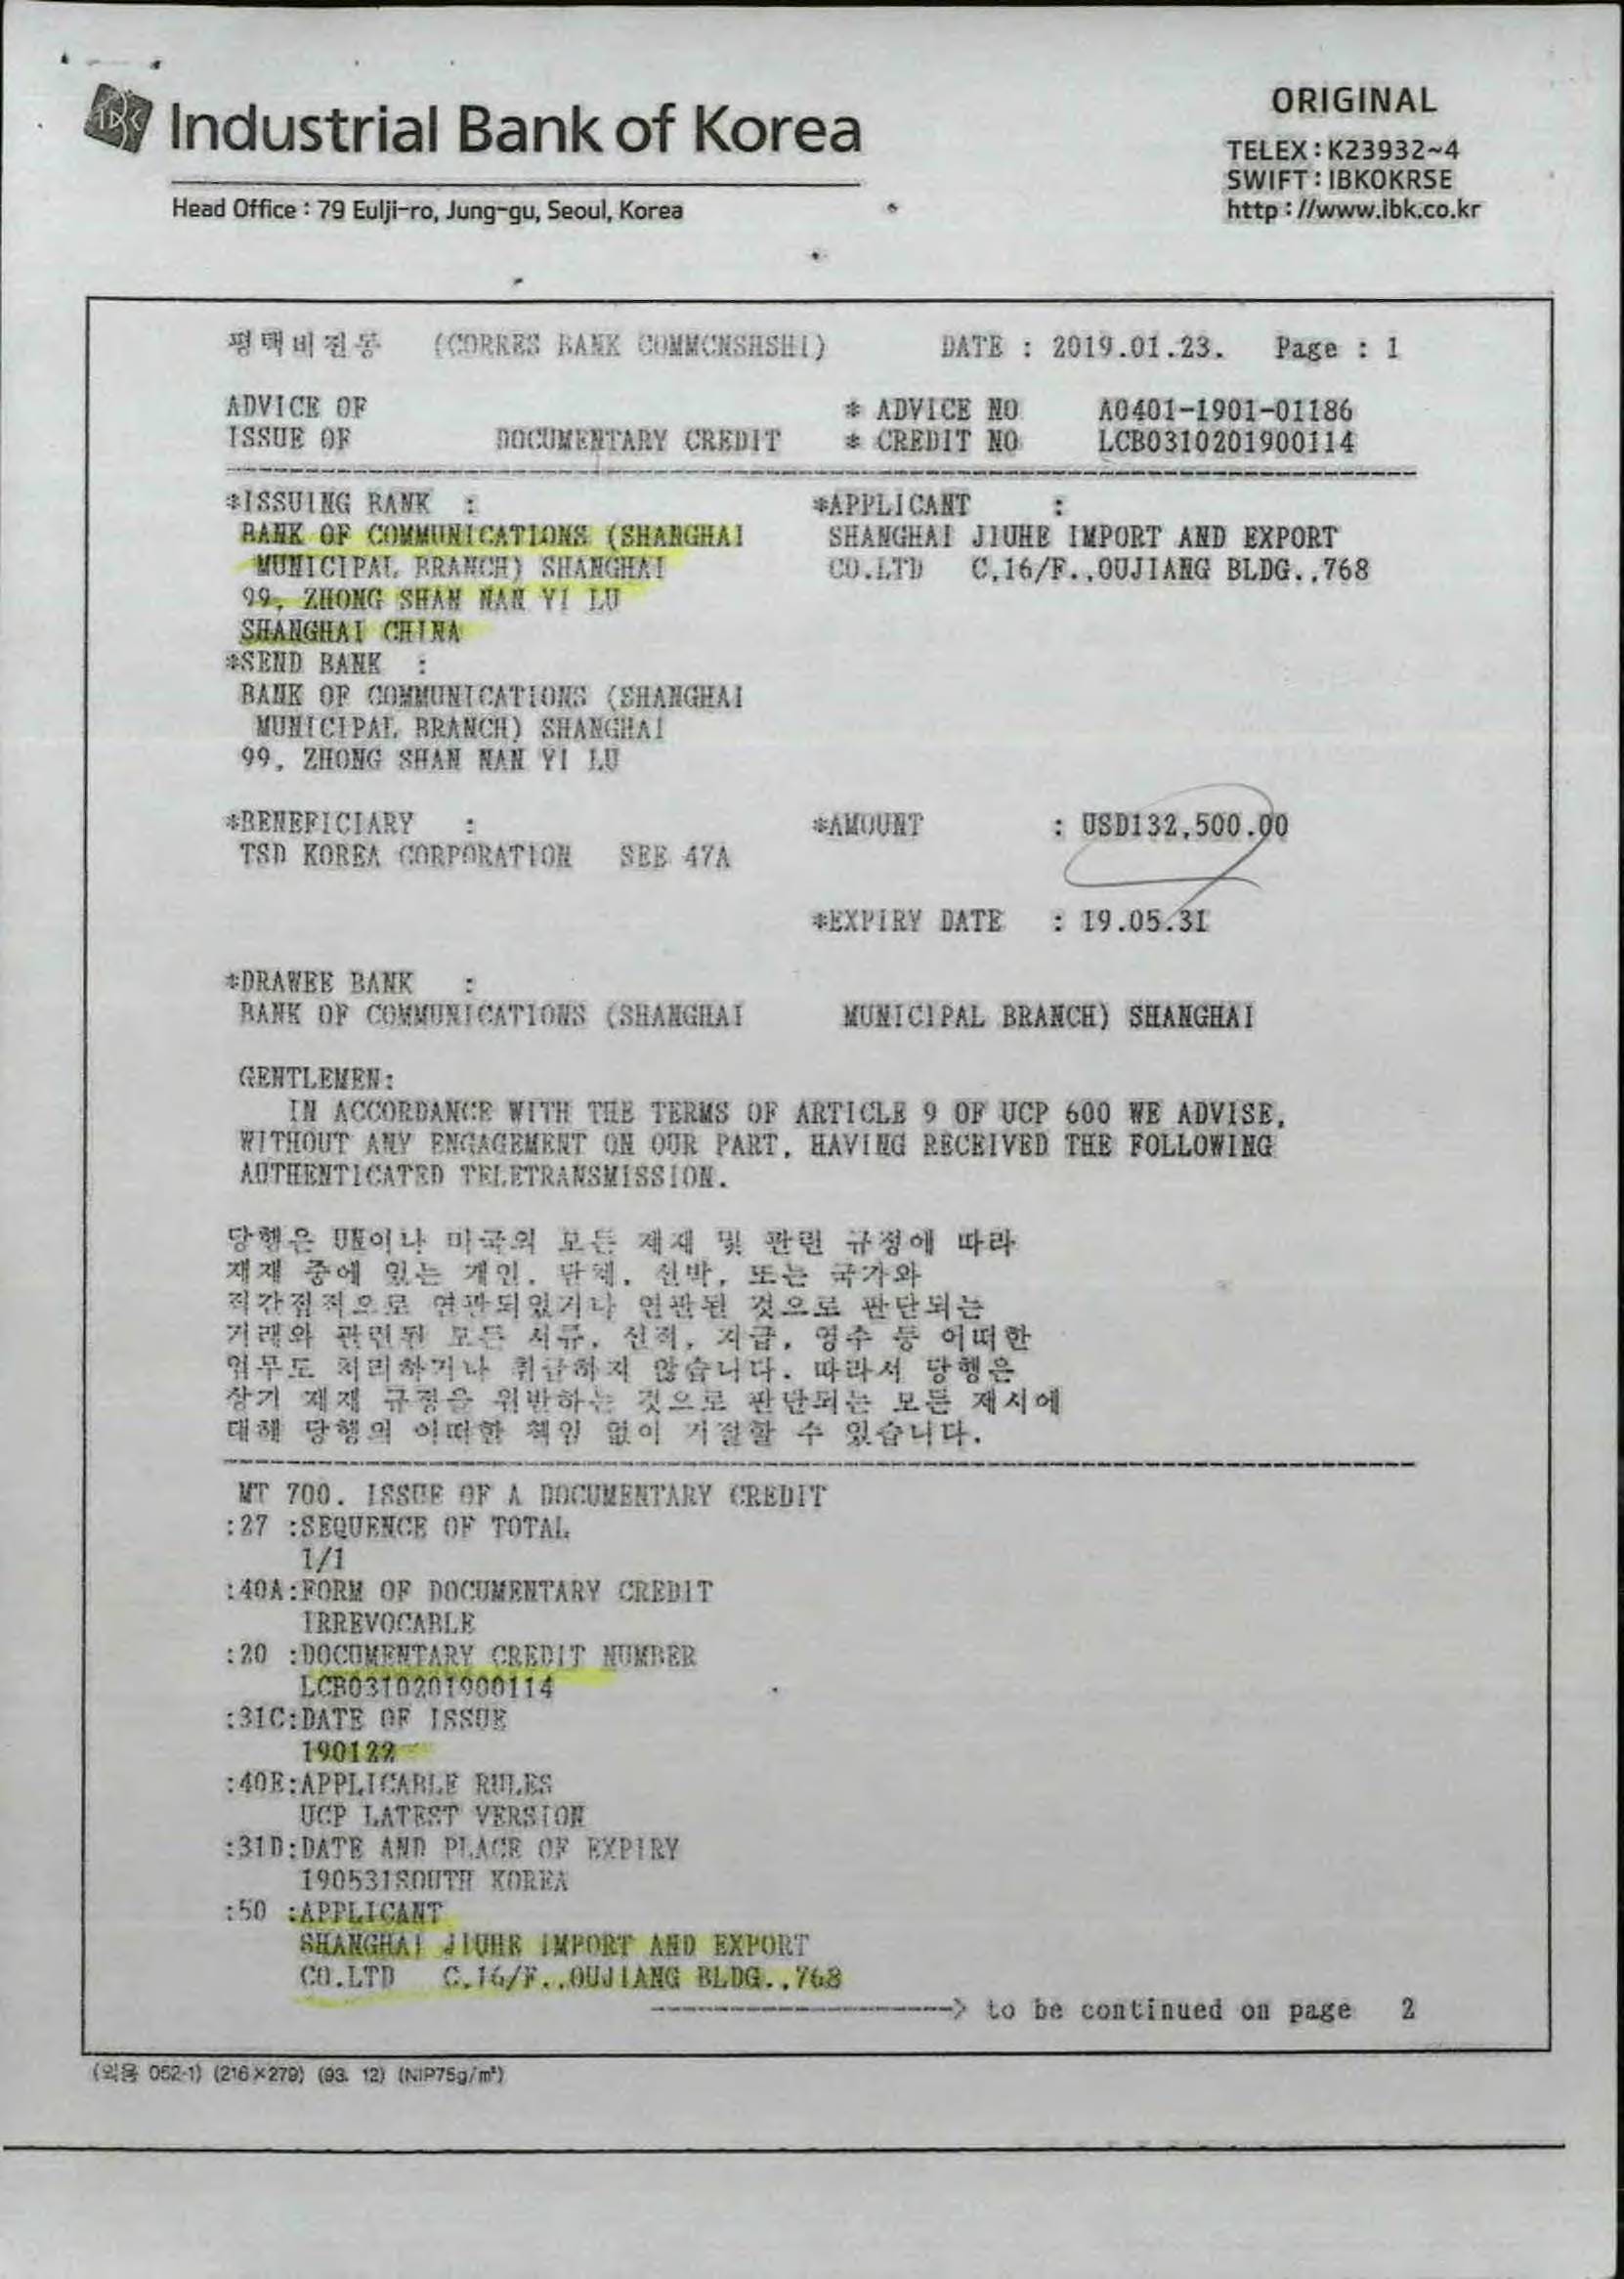 IBK Industrial Bank of Korea
ORIGINAL
TELEX : K23932~4
SWIFT : IBKOKRSE
http : //www.ibk.co.kr
Head Office : 79 Eulji-ro, Jung-gu, Seoul, Korea
평택비전동 (CORRES BANK COMMCNSHSHI) DATE : 2019.01.23. Page : 1
ADVICE OF * ADVICE NO A0401-1901-01186
ISSUE OF DOCUMENTARY CREDIT * CREDIT NO LCB0310201900114
*ISSUING BANK : *APPLICANT :
BANK OF COMMUNICATIONS (SHANGHAI SHANGHAI JIUHE IMPORT AND EXPORT
MUNICIPAL BRANCH) SHANGHAI CO.LTD C,16/F.,OUJIANG BLDG.,768
99, ZHONG SHAN NAN YI LU
SHANGHAI CHINA
*SEND BANK :
BANK OF COMMUNICATIONS (SHANGHAI
MUNICIPAL BRANCH) SHANGHAI
99, ZHONG SHAN NAN YI LU
*BENEFICIARY : *AMOUNT : USD132,500.00
TSD KOREA CORPORATION SEE 47A
*EXPIRY DATE : 19.05.31
*DRAWEE BANK :
BANK OF COMMUNICATIONS (SHANGHAI MUNICIPAL BRANCH) SHANGHAI
GENTLEMEN:
IN ACCORDANCE WITH THE TERMS OF ARTICLE 9 OF UCP 600 WE ADVISE,
WITHOUT ANY ENGAGEMENT ON OUR PART, HAVING RECEIVED THE FOLLOWING
AUTHENTICATED TELETRANSMISSION.
당행은 UN이나 미국의 모든 제재 및 관련 규정에 따라
제재 중에 있는 개인, 단체, 선박, 또는 국가와
직간접적으로 연관되있거나 연관된 것으로 판단되는
거래와 관련된 모든 서류, 선적, 지급, 영수 등 어떠한
업무도 처리하거나 취급하지 않습니다. 따라서 당행은
상기 제재 규정을 위반하는 것으로 판단되는 모든 제시에
대해 당행의 어떠한 책임 없이 거절할 수 있습니다.
MT 700. ISSUE OF A DOCUMENTARY CREDIT
:27 :SEQUENCE OF TOTAL
1/1
:40A:FORM OF DOCUMENTARY CREDIT
IRREVOCABLE
:20 :DOCUMENTARY CREDIT NUMBER
LCB0310201900114
:31C:DATE OF ISSUE
190122
:40E:APPLICABLE RULES
UCP LATEST VERSION
:31D:DATE AND PLACE OF EXPIRY
190531SOUTH KOREA
:50 :APPLICANT
SHANGHAI JIUHE IMPORT AND EXPORT
CO.LTD C,16/F.,OUJIANG BLDG.,768
--------------------> to be continued on page 2
(외용 052-1) (216×279) (93. 12) (NIP75g/m²)